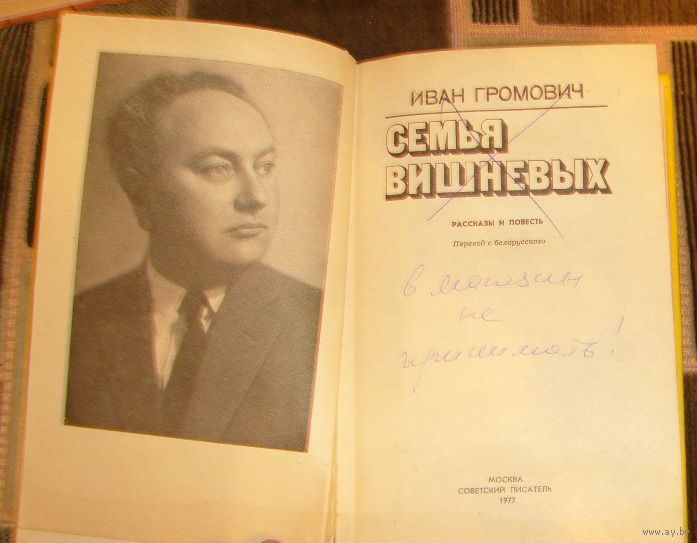 ИВАН ГРОМОВИЧ
СЕМЬЯ
ВИШНЕВЫХ
РАССКАЗЫ И ПОВЕСТЬ
Перевод с белорусского
в магазин
не
принимать!
МОСКВА
СОВЕТСКИЙ ПИСАТЕЛЬ
1977
www.ay.by